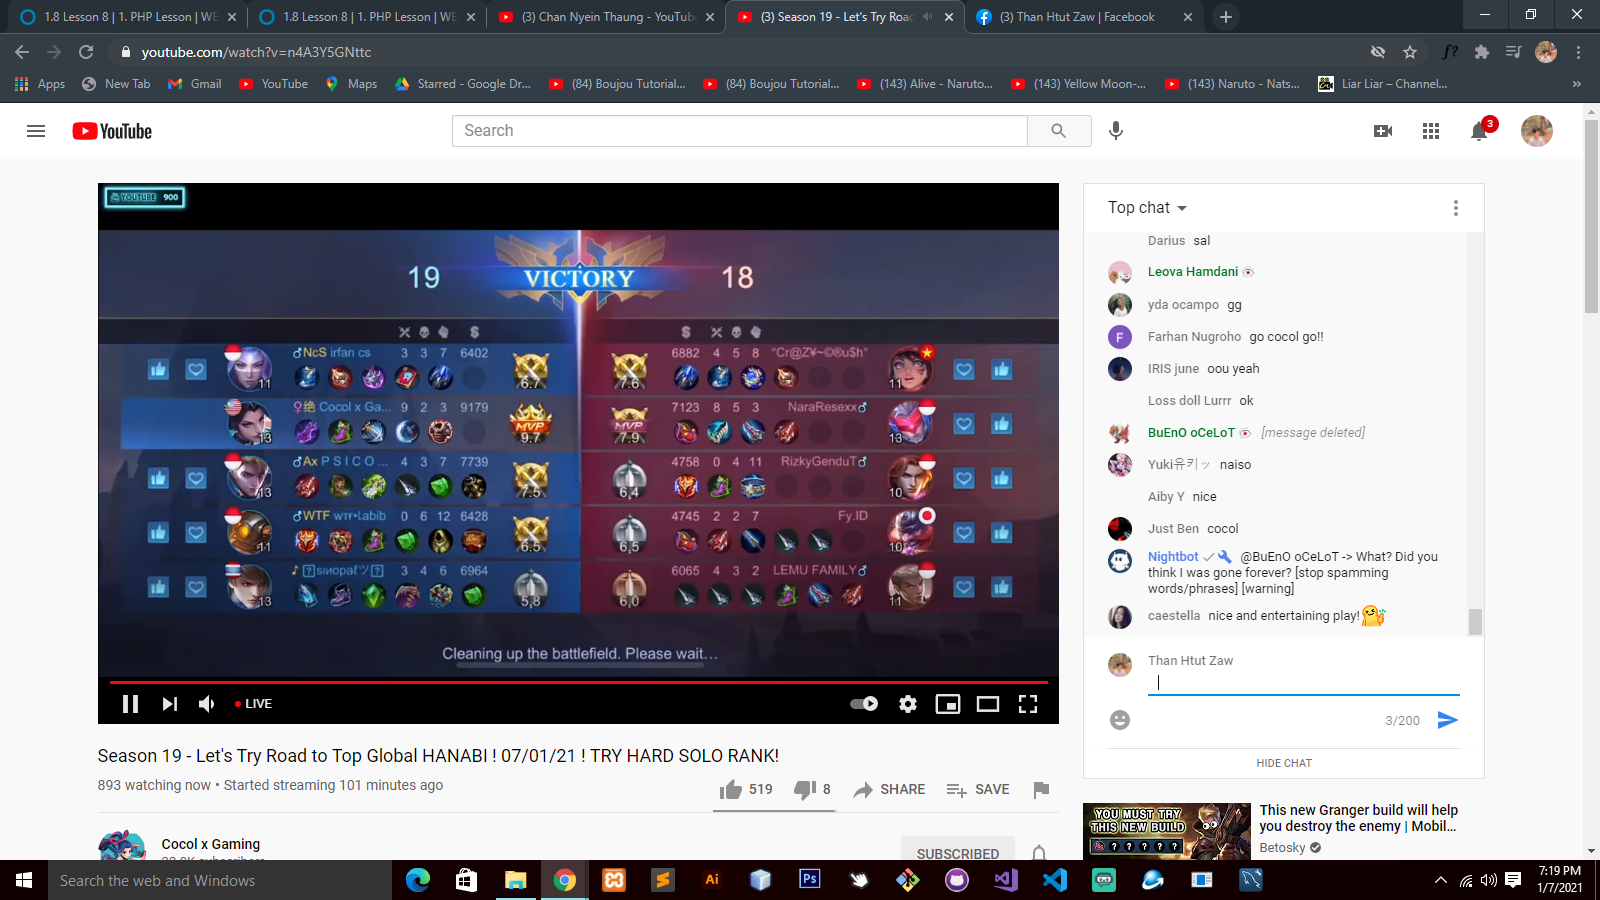 1.8 Lesson 8 | 1. PHP Lesson | WE
1.8 Lesson 8 | 1. PHP Lesson | WE
(3) Chan Nyein Thaung - YouTube
(3) Season 19 - Let's Try Road
(3) Than Htut Zaw | Facebook
youtube.com/watch?v=n4A3Y5GNttc
f?
Apps
New Tab
Gmail
YouTube
Maps
Starred - Google Dr...
(84) Boujou Tutorial...
(84) Boujou Tutorial...
(143) Alive - Naruto...
(143) Yellow Moon-...
(143) Naruto - Nats...
Liar Liar – Channel...
»
YouTube
Search
3
YOUTUBE 900
19 VICTORY 18
$ $
11 ♂NcS irfan cs 3 3 7 6402 6.7
7.6 6882 4 5 8 "Cr@Z¥~©®u$h" 11
13 ♀绝 Cocol x Ga... 9 2 3 9179 MVP 9.7
MVP 7.9 7123 8 5 3 NaraResexx♂ 13
13 ♂Ax P S I C O ... 4 3 7 7739 7.5
6.4 4758 0 4 11 RizkyGenduT♂ 10
11 ♂WTF ᴡᴛғ•Labib 0 6 12 6428 6.5
6.5 4745 2 2 7 Fy.ID 10
13 3 4 6 6964 5.8
6.0 6065 4 3 2 LEMU FAMILY♂ 11
Cleaning up the battlefield. Please wait...
LIVE
Season 19 - Let's Try Road to Top Global HANABI ! 07/01/21 ! TRY HARD SOLO RANK!
893 watching now • Started streaming 101 minutes ago
519
8
SHARE
SAVE
Cocol x Gaming
SUBSCRIBED
Top chat
Darius sal
Leova Hamdani
yda ocampo gg
F Farhan Nugroho go cocol go!!
IRIS june oou yeah
Loss doll Lurrr ok
BuEnO oCeLoT [message deleted]
Yuki유키ッ naiso
Aiby Y nice
Just Ben cocol
Nightbot @BuEnO oCeLoT -> What? Did you
think I was gone forever? [stop spamming
words/phrases] [warning]
caestella nice and entertaining play!
Than Htut Zaw
3/200
HIDE CHAT
YOU MUST TRY
THIS NEW BUILD
? ? ? ? ?
This new Granger build will help
you destroy the enemy | Mobil...
Betosky
Search the web and Windows
Ai
Ps
7:19 PM
1/7/2021